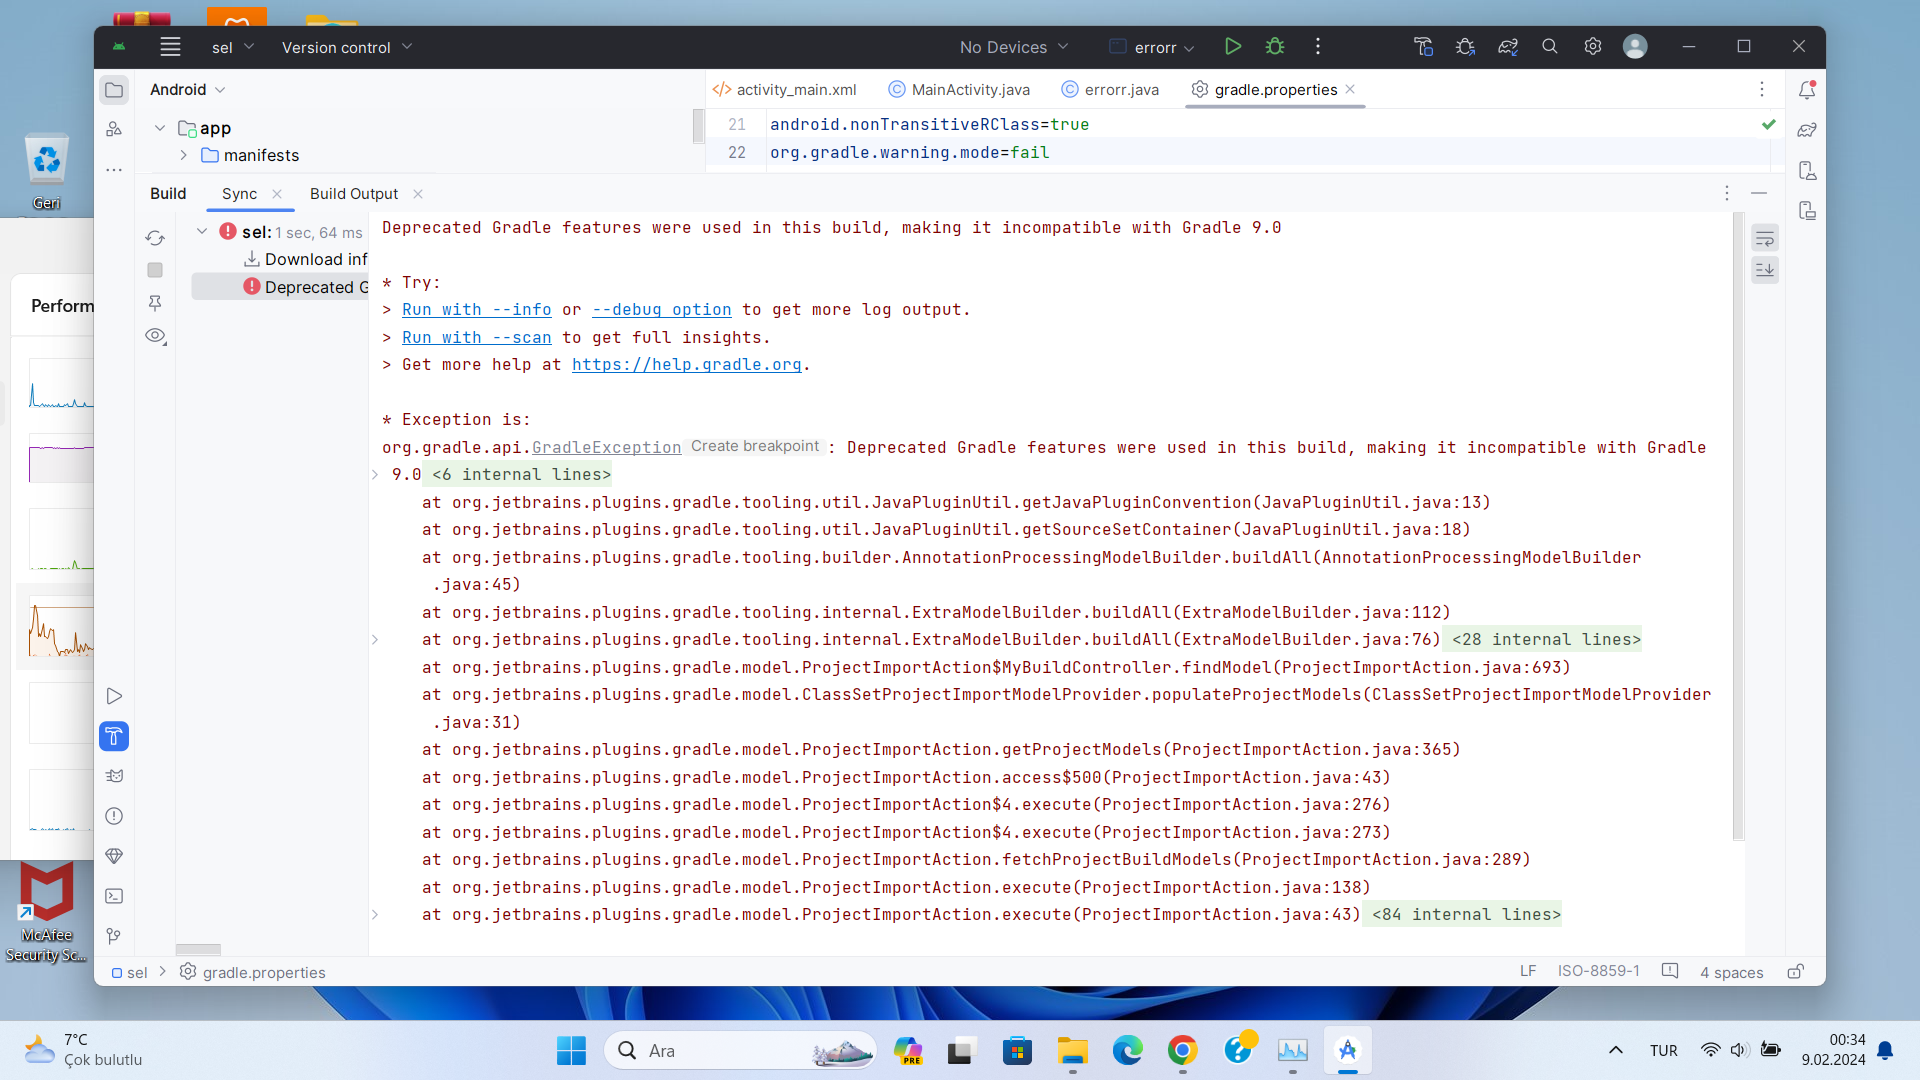 sel
Version control
No Devices
errorr
Android
activity_main.xml
MainActivity.java
errorr.java
gradle.properties
app
manifests
21 android.nonTransitiveRClass=true
22 org.gradle.warning.mode=fail
Build
Sync
Build Output
sel: 1 sec, 64 ms
Download inf
Deprecated G
Deprecated Gradle features were used in this build, making it incompatible with Gradle 9.0
* Try:
> Run with --info or --debug option to get more log output.
> Run with --scan to get full insights.
> Get more help at https://help.gradle.org.
* Exception is:
org.gradle.api.GradleException Create breakpoint : Deprecated Gradle features were used in this build, making it incompatible with Gradle
9.0 <6 internal lines>
at org.jetbrains.plugins.gradle.tooling.util.JavaPluginUtil.getJavaPluginConvention(JavaPluginUtil.java:13)
at org.jetbrains.plugins.gradle.tooling.util.JavaPluginUtil.getSourceSetContainer(JavaPluginUtil.java:18)
at org.jetbrains.plugins.gradle.tooling.builder.AnnotationProcessingModelBuilder.buildAll(AnnotationProcessingModelBuilder
.java:45)
at org.jetbrains.plugins.gradle.tooling.internal.ExtraModelBuilder.buildAll(ExtraModelBuilder.java:112)
at org.jetbrains.plugins.gradle.tooling.internal.ExtraModelBuilder.buildAll(ExtraModelBuilder.java:76) <28 internal lines>
at org.jetbrains.plugins.gradle.model.ProjectImportAction$MyBuildController.findModel(ProjectImportAction.java:693)
at org.jetbrains.plugins.gradle.model.ClassSetProjectImportModelProvider.populateProjectModels(ClassSetProjectImportModelProvider
.java:31)
at org.jetbrains.plugins.gradle.model.ProjectImportAction.getProjectModels(ProjectImportAction.java:365)
at org.jetbrains.plugins.gradle.model.ProjectImportAction.access$500(ProjectImportAction.java:43)
at org.jetbrains.plugins.gradle.model.ProjectImportAction$4.execute(ProjectImportAction.java:276)
at org.jetbrains.plugins.gradle.model.ProjectImportAction$4.execute(ProjectImportAction.java:273)
at org.jetbrains.plugins.gradle.model.ProjectImportAction.fetchProjectBuildModels(ProjectImportAction.java:289)
at org.jetbrains.plugins.gradle.model.ProjectImportAction.execute(ProjectImportAction.java:138)
at org.jetbrains.plugins.gradle.model.ProjectImportAction.execute(ProjectImportAction.java:43) <84 internal lines>
sel > gradle.properties
LF
ISO-8859-1
4 spaces
Geri
Perform
McAfee
Security Sc...
7°C
Çok bulutlu
Ara
PRE
TUR
00:34
9.02.2024